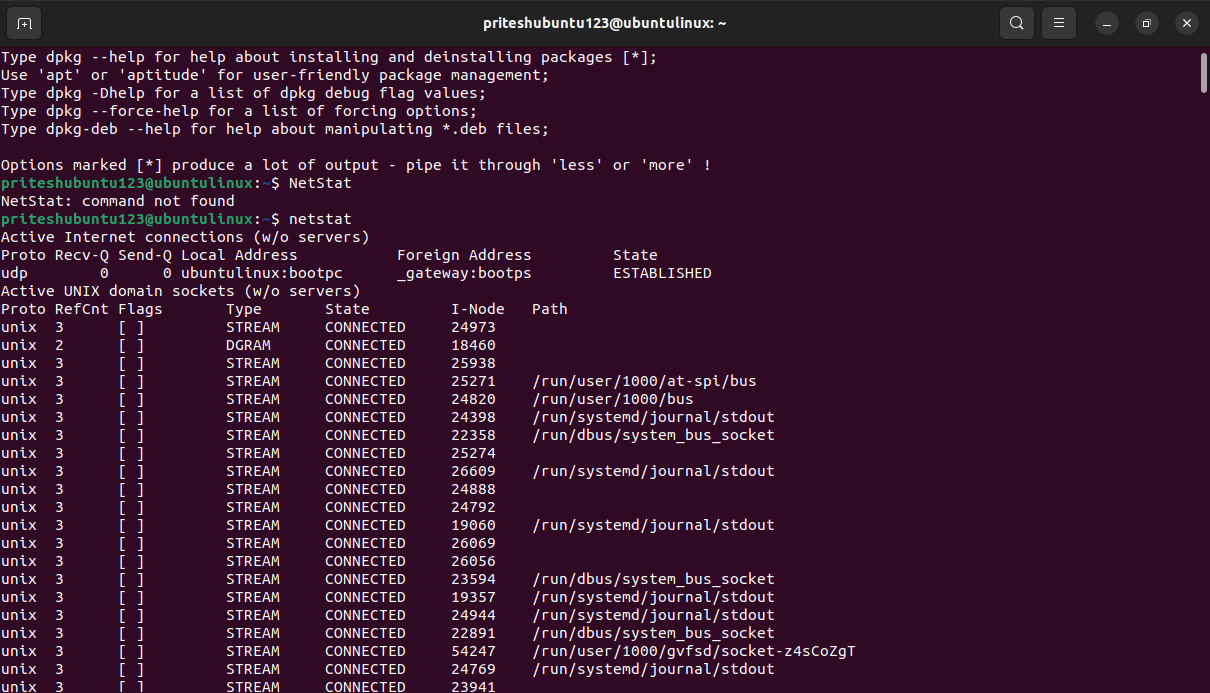 priteshubuntu123@ubuntulinux: ~
Type dpkg --help for help about installing and deinstalling packages [*];
Use 'apt' or 'aptitude' for user-friendly package management;
Type dpkg -Dhelp for a list of dpkg debug flag values;
Type dpkg --force-help for a list of forcing options;
Type dpkg-deb --help for help about manipulating *.deb files;

Options marked [*] produce a lot of output - pipe it through 'less' or 'more' !
priteshubuntu123@ubuntulinux:~$ NetStat
NetStat: command not found
priteshubuntu123@ubuntulinux:~$ netstat
Active Internet connections (w/o servers)
Proto Recv-Q Send-Q Local Address           Foreign Address         State
udp        0      0 ubuntulinux:bootpc      _gateway:bootps         ESTABLISHED
Active UNIX domain sockets (w/o servers)
Proto RefCnt Flags       Type       State         I-Node   Path
unix  3      [ ]         STREAM     CONNECTED     24973
unix  2      [ ]         DGRAM      CONNECTED     18460
unix  3      [ ]         STREAM     CONNECTED     25938
unix  3      [ ]         STREAM     CONNECTED     25271    /run/user/1000/at-spi/bus
unix  3      [ ]         STREAM     CONNECTED     24820    /run/user/1000/bus
unix  3      [ ]         STREAM     CONNECTED     24398    /run/systemd/journal/stdout
unix  3      [ ]         STREAM     CONNECTED     22358    /run/dbus/system_bus_socket
unix  3      [ ]         STREAM     CONNECTED     25274
unix  3      [ ]         STREAM     CONNECTED     26609    /run/systemd/journal/stdout
unix  3      [ ]         STREAM     CONNECTED     24888
unix  3      [ ]         STREAM     CONNECTED     24792
unix  3      [ ]         STREAM     CONNECTED     19060    /run/systemd/journal/stdout
unix  3      [ ]         STREAM     CONNECTED     26069
unix  3      [ ]         STREAM     CONNECTED     26056
unix  3      [ ]         STREAM     CONNECTED     23594    /run/dbus/system_bus_socket
unix  3      [ ]         STREAM     CONNECTED     19357    /run/systemd/journal/stdout
unix  3      [ ]         STREAM     CONNECTED     24944    /run/systemd/journal/stdout
unix  3      [ ]         STREAM     CONNECTED     22891    /run/dbus/system_bus_socket
unix  3      [ ]         STREAM     CONNECTED     54247    /run/user/1000/gvfsd/socket-z4sCoZgT
unix  3      [ ]         STREAM     CONNECTED     24769    /run/systemd/journal/stdout
unix  3      [ ]         STREAM     CONNECTED     23941